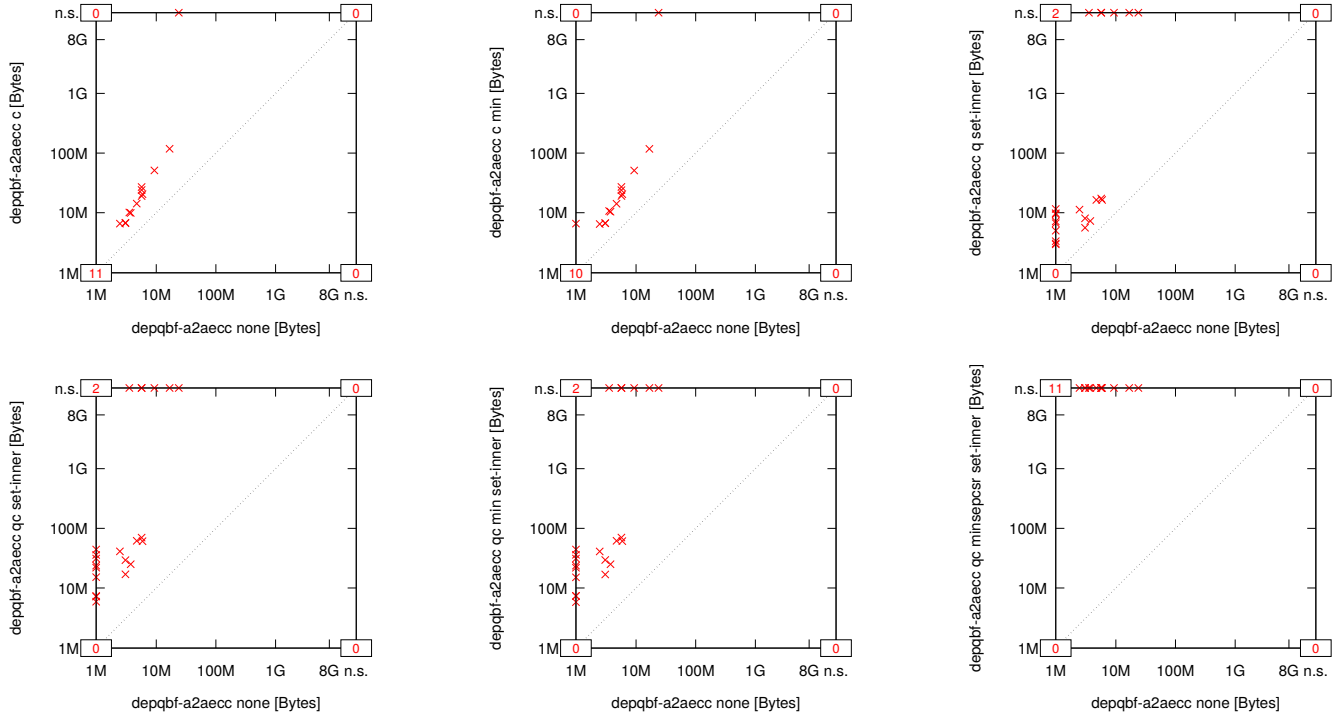 depqbf-a2aecc c [Bytes]
n.s.
8G
1G
100M
10M
1M
0
0
11
0
1M 10M 100M 1G 8G n.s.
depqbf-a2aecc none [Bytes]
depqbf-a2aecc c min [Bytes]
n.s.
8G
1G
100M
10M
1M
0
0
10
0
1M 10M 100M 1G 8G n.s.
depqbf-a2aecc none [Bytes]
depqbf-a2aecc q set-inner [Bytes]
n.s.
8G
1G
100M
10M
1M
2
0
0
0
1M 10M 100M 1G 8G n.s.
depqbf-a2aecc none [Bytes]
depqbf-a2aecc qc set-inner [Bytes]
n.s.
8G
1G
100M
10M
1M
2
0
0
0
1M 10M 100M 1G 8G n.s.
depqbf-a2aecc none [Bytes]
depqbf-a2aecc qc min set-inner [Bytes]
n.s.
8G
1G
100M
10M
1M
2
0
0
0
1M 10M 100M 1G 8G n.s.
depqbf-a2aecc none [Bytes]
depqbf-a2aecc qc minsepcsr set-inner [Bytes]
n.s.
8G
1G
100M
10M
1M
11
0
0
0
1M 10M 100M 1G 8G n.s.
depqbf-a2aecc none [Bytes]